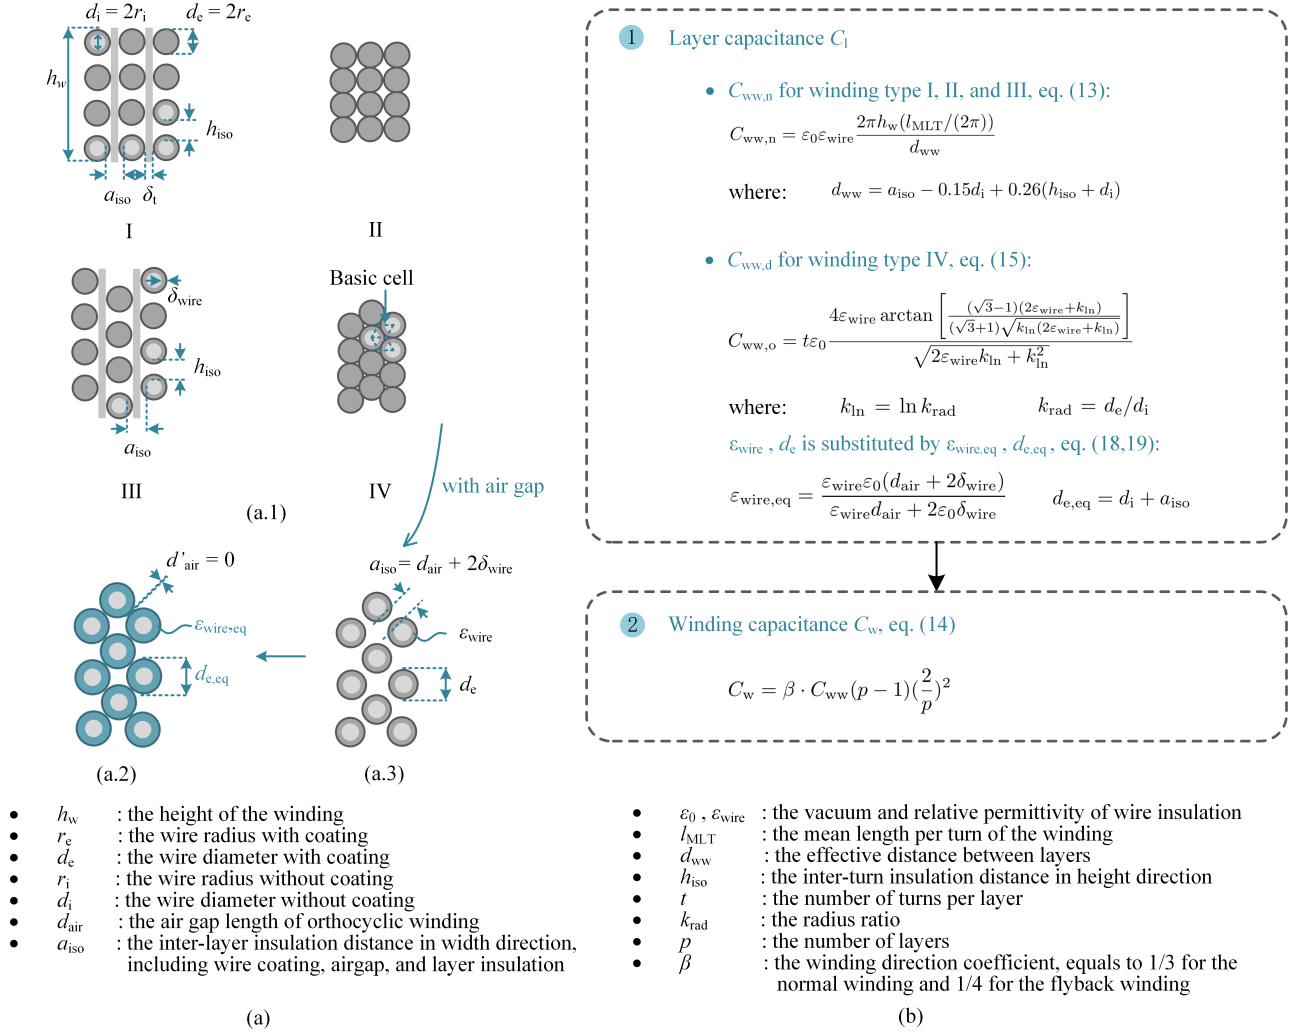 dᵢ = 2rᵢ
dₑ = 2rₑ
h_w
h_iso
a_iso
δ_t
I
II
Basic cell
δ_wire
h_iso
a_iso
III
IV
(a.1)
with air gap
d’_air = 0
ε_wire,eq
d_e,eq
(a.2)
a_iso = d_air + 2δ_wire
ε_wire
d_e
(a.3)
• h_w : the height of the winding
• r_e : the wire radius with coating
• d_e : the wire diameter with coating
• r_i : the wire radius without coating
• d_i : the wire diameter without coating
• d_air : the air gap length of orthocyclic winding
• a_iso : the inter-layer insulation distance in width direction,
including wire coating, airgap, and layer insulation
(a)
1 Layer capacitance C_l
• C_ww,n for winding type I, II, and III, eq. (13):
C_ww,n = ε₀ε_wire 2πh_w(l_MLT/(2π)) / d_ww
where: d_ww = a_iso − 0.15d_i + 0.26(h_iso + d_i)
• C_ww,d for winding type IV, eq. (15):
C_ww,o = tε₀ 4ε_wire arctan [ (√3−1)(2ε_wire+k_ln) / (√3+1)√(k_ln(2ε_wire+k_ln)) ] / √(2ε_wire k_ln + k_ln²)
where: k_ln = ln k_rad k_rad = d_e/d_i
ε_wire , d_e is substituted by ε_wire,eq , d_e,eq , eq. (18,19):
ε_wire,eq = ε_wire ε₀(d_air + 2δ_wire) / ε_wire d_air + 2ε₀δ_wire d_e,eq = d_i + a_iso
2 Winding capacitance C_w, eq. (14)
C_w = β · C_ww(p − 1)(2/p)²
• ε₀ , ε_wire : the vacuum and relative permittivity of wire insulation
• l_MLT : the mean length per turn of the winding
• d_ww : the effective distance between layers
• h_iso : the inter-turn insulation distance in height direction
• t : the number of turns per layer
• k_rad : the radius ratio
• p : the number of layers
• β : the winding direction coefficient, equals to 1/3 for the
normal winding and 1/4 for the flyback winding
(b)